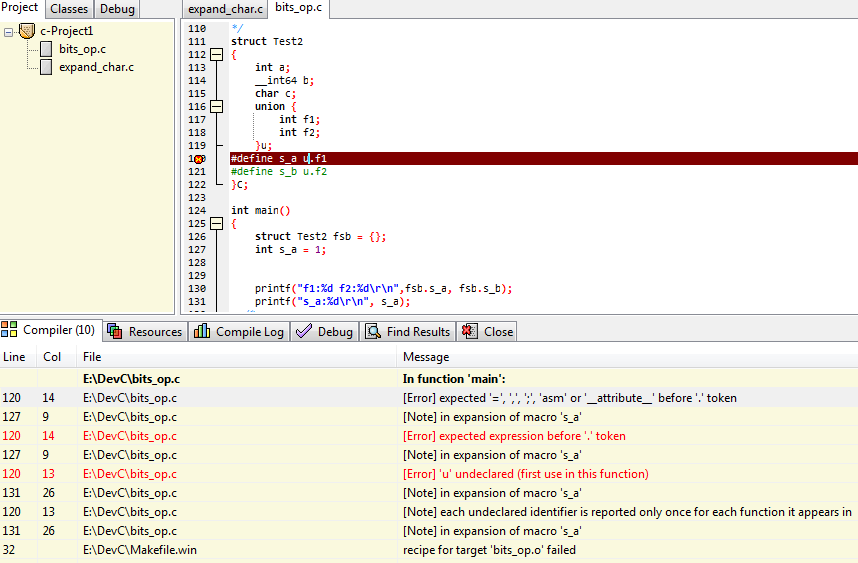 Project Classes Debug
expand_char.c bits_op.c
c-Project1
bits_op.c
expand_char.c
110 */
111 struct Test2
112 {
113 int a;
114 __int64 b;
115 char c;
116 union {
117 int f1;
118 int f2;
119 }u;
#define s_a u.f1
121 #define s_b u.f2
122 }C;
123
124 int main()
125 {
126 struct Test2 fsb = {};
127 int s_a = 1;
128
129
130 printf("f1:%d f2:%d\r\n",fsb.s_a, fsb.s_b);
131 printf("s_a:%d\r\n", s_a);
Compiler (10) Resources Compile Log Debug Find Results Close
Line Col File Message
E:\DevC\bits_op.c In function 'main':
120 14 E:\DevC\bits_op.c [Error] expected '=', ',', ';', 'asm' or '__attribute__' before '.' token
127 9 E:\DevC\bits_op.c [Note] in expansion of macro 's_a'
120 14 E:\DevC\bits_op.c [Error] expected expression before '.' token
127 9 E:\DevC\bits_op.c [Note] in expansion of macro 's_a'
120 13 E:\DevC\bits_op.c [Error] 'u' undeclared (first use in this function)
131 26 E:\DevC\bits_op.c [Note] in expansion of macro 's_a'
120 13 E:\DevC\bits_op.c [Note] each undeclared identifier is reported only once for each function it appears in
131 26 E:\DevC\bits_op.c [Note] in expansion of macro 's_a'
32 E:\DevC\Makefile.win recipe for target 'bits_op.o' failed